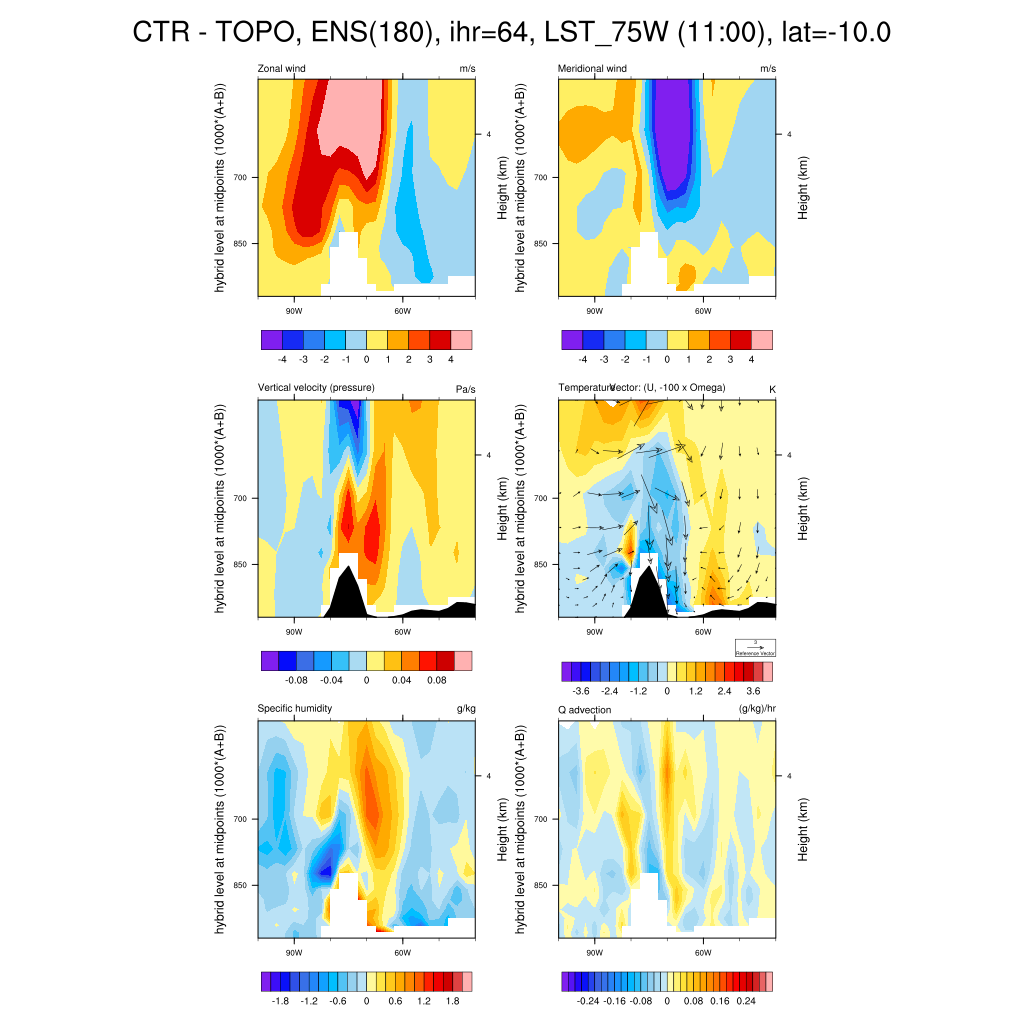 CTR - TOPO, ENS(180), ihr=64, LST_75W (11:00), lat=-10.0
Zonal wind m/s
hybrid level at midpoints (1000*(A+B))
700
850
4
Height (km)
90W 60W
-4 -3 -2 -1 0 1 2 3 4
Meridional wind m/s
hybrid level at midpoints (1000*(A+B))
700
850
4
Height (km)
90W 60W
-4 -3 -2 -1 0 1 2 3 4
Vertical velocity (pressure) Pa/s
hybrid level at midpoints (1000*(A+B))
700
850
4
Height (km)
90W 60W
-0.08 -0.04 0 0.04 0.08
Temperature Vector: (U, -100 x Omega) K
hybrid level at midpoints (1000*(A+B))
700
850
4
Height (km)
90W 60W
3
Reference Vector
-3.6 -2.4 -1.2 0 1.2 2.4 3.6
Specific humidity g/kg
hybrid level at midpoints (1000*(A+B))
700
850
4
Height (km)
90W 60W
-1.8 -1.2 -0.6 0 0.6 1.2 1.8
Q advection (g/kg)/hr
hybrid level at midpoints (1000*(A+B))
700
850
4
Height (km)
90W 60W
-0.24 -0.16 -0.08 0 0.08 0.16 0.24